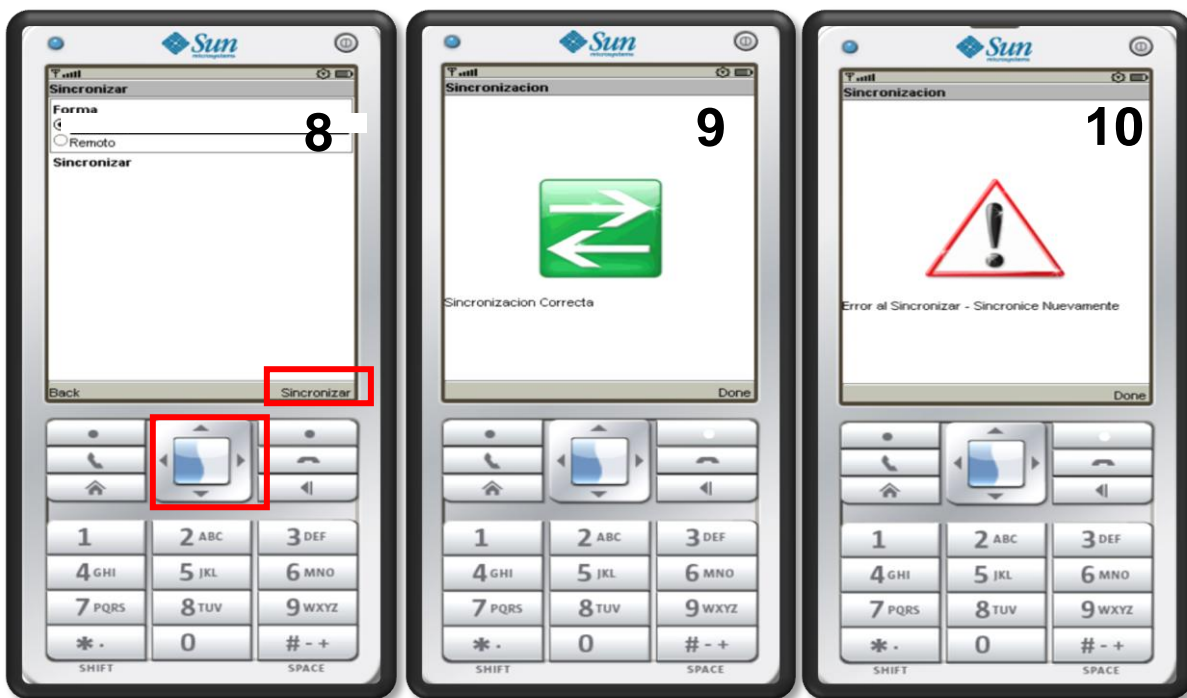 Sun
microsystems
Sincronizar
Forma
8
Remoto
Sincronizar
Back
Sincronizar
1
2 ABC
3 DEF
4 GHI
5 JKL
6 MNO
7 PQRS
8 TUV
9 WXYZ
* .
0
# - +
SHIFT
SPACE
Sun
microsystems
Sincronizacion
9
Sincronizacion Correcta
Done
1
2 ABC
3 DEF
4 GHI
5 JKL
6 MNO
7 PQRS
8 TUV
9 WXYZ
* .
0
# - +
SHIFT
SPACE
Sun
microsystems
Sincronizacion
10
Error al Sincronizar - Sincronice Nuevamente
Done
1
2 ABC
3 DEF
4 GHI
5 JKL
6 MNO
7 PQRS
8 TUV
9 WXYZ
* .
0
# - +
SHIFT
SPACE